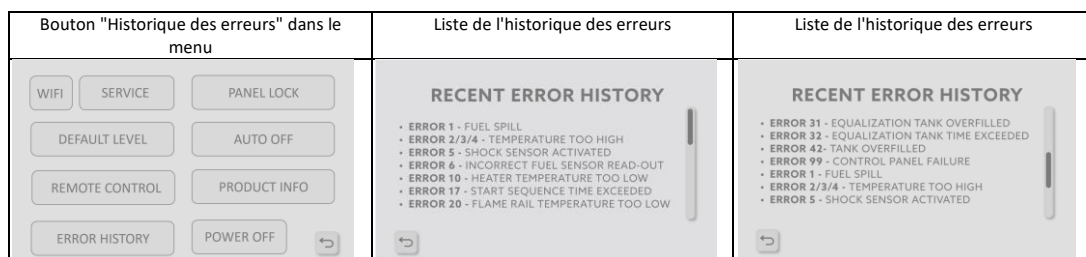 Bouton "Historique des erreurs" dans le
menu
Liste de l'historique des erreurs
Liste de l'historique des erreurs
WIFI SERVICE PANEL LOCK
DEFAULT LEVEL AUTO OFF
REMOTE CONTROL PRODUCT INFO
ERROR HISTORY POWER OFF
RECENT ERROR HISTORY
• ERROR 1 - FUEL SPILL
• ERROR 2/3/4 - TEMPERATURE TOO HIGH
• ERROR 5 - SHOCK SENSOR ACTIVATED
• ERROR 6 - INCORRECT FUEL SENSOR READ-OUT
• ERROR 10 - HEATER TEMPERATURE TOO LOW
• ERROR 17 - START SEQUENCE TIME EXCEEDED
• ERROR 20 - FLAME RAIL TEMPERATURE TOO LOW
RECENT ERROR HISTORY
• ERROR 31 - EQUALIZATION TANK OVERFILLED
• ERROR 32 - EQUALIZATION TANK TIME EXCEEDED
• ERROR 42- TANK OVERFILLED
• ERROR 99 - CONTROL PANEL FAILURE
• ERROR 1 - FUEL SPILL
• ERROR 2/3/4 - TEMPERATURE TOO HIGH
• ERROR 5 - SHOCK SENSOR ACTIVATED